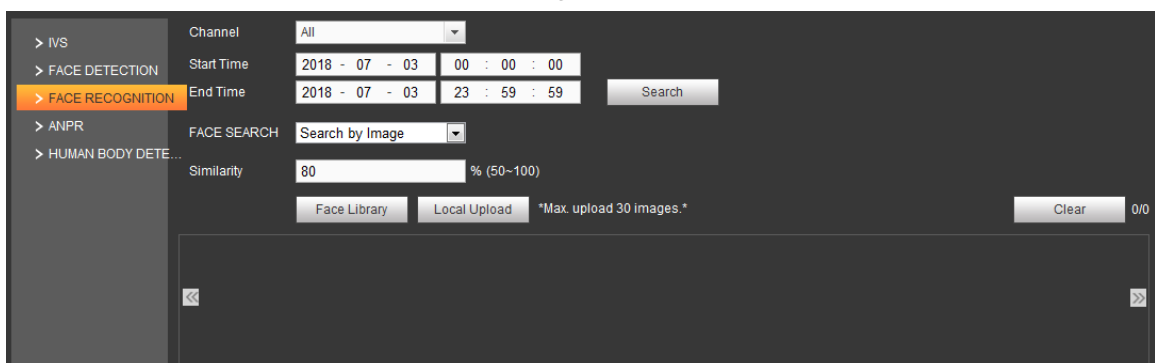 > IVS
> FACE DETECTION
> FACE RECOGNITION
> ANPR
> HUMAN BODY DETE...
Channel All
Start Time 2018 - 07 - 03 00 : 00 : 00
End Time 2018 - 07 - 03 23 : 59 : 59 Search
FACE SEARCH Search by Image
Similarity 80 % (50~100)
Face Library Local Upload *Max. upload 30 images.* Clear 0/0